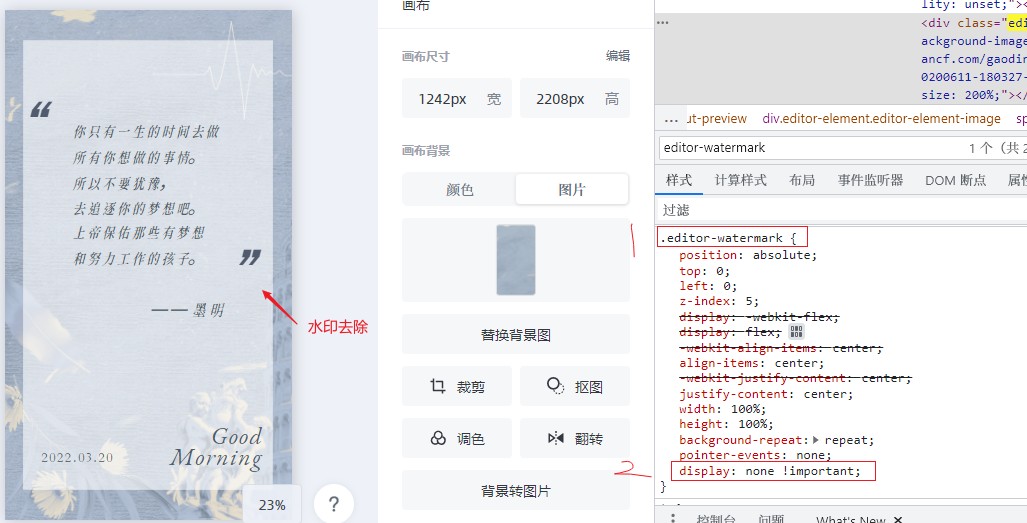 “
你只有一生的时间去做
所有你想做的事情。
所以不要犹豫，
去追逐你的梦想吧。
上帝保佑那些有梦想
和努力工作的孩子。
”
——墨明
水印去除
Good
Morning
2022.03.20
23%
?
画布
画布尺寸
编辑
1242px 宽
2208px 高
画布背景
颜色
图片
替换背景图
裁剪
抠图
调色
翻转
背景转图片
1
2
lity: unset;"><
<div class="edi
ackground-image
ancf.com/gaodin
0200611-180327-
size: 200%;"></
... ut-preview div.editor-element.editor-element-image sp
editor-watermark
1 个（共 2
样式 计算样式 布局 事件监听器 DOM 断点 属性
过滤
.editor-watermark {
position: absolute;
top: 0;
left: 0;
z-index: 5;
display: -webkit-flex;
display: flex;
-webkit-align-items: center;
align-items: center;
-webkit-justify-content: center;
justify-content: center;
width: 100%;
height: 100%;
background-repeat: repeat;
pointer-events: none;
display: none !important;
}
控制台 问题 What's New ×